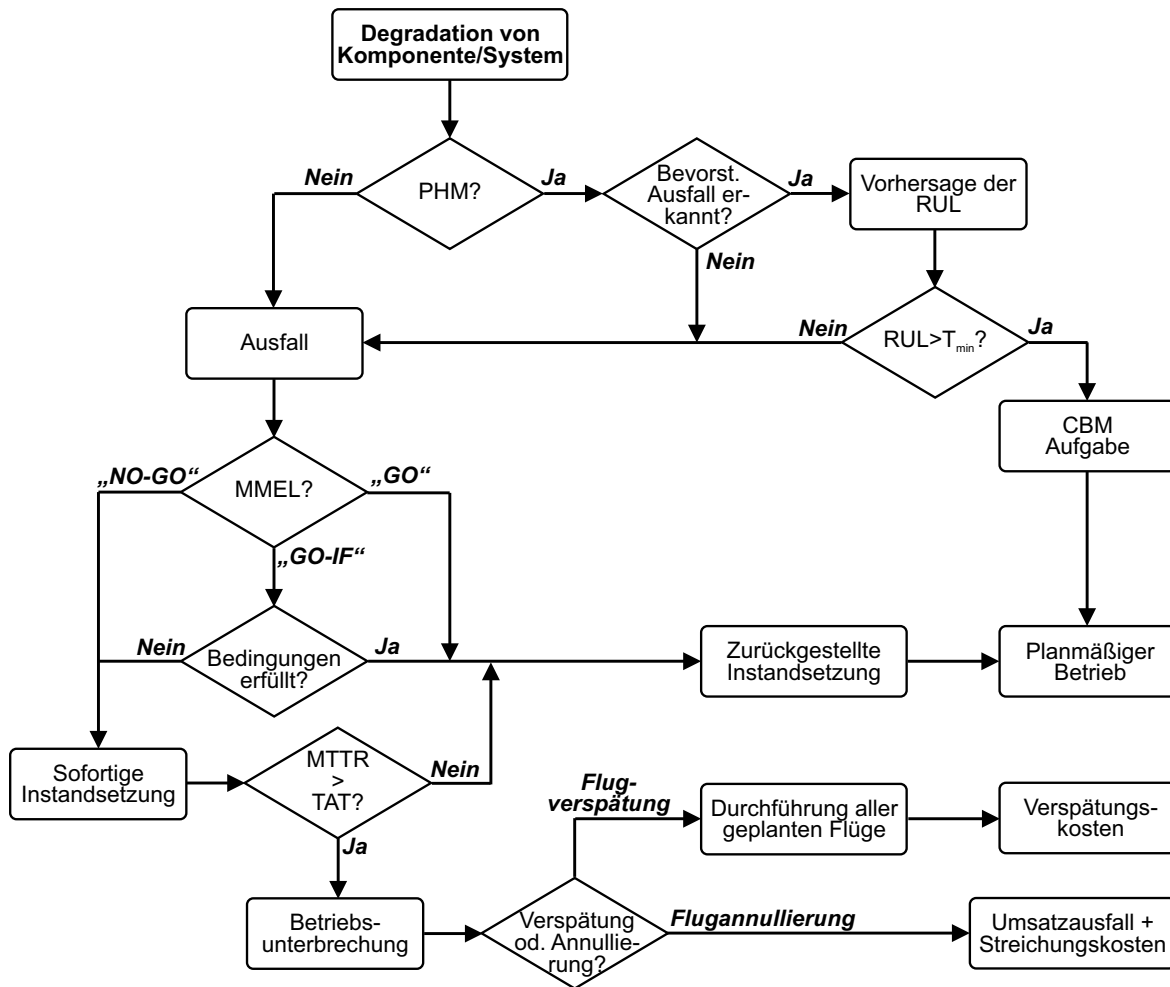 Degradation von
Komponente/System
Nein
PHM?
Ja
Bevorst.
Ausfall er-
kannt?
Ja
Vorhersage der
RUL
Nein
Ausfall
Nein
RUL>Tmin?
Ja
CBM
Aufgabe
„NO-GO“
MMEL?
„GO“
„GO-IF“
Nein
Bedingungen
erfüllt?
Ja
Zurückgestellte
Instandsetzung
Planmäßiger
Betrieb
Sofortige
Instandsetzung
MTTR
>
TAT?
Nein
Ja
Flug-
verspätung
Durchführung aller
geplanten Flüge
Verspätungs-
kosten
Betriebs-
unterbrechung
Verspätung
od. Annullie-
rung?
Flugannullierung
Umsatzausfall +
Streichungskosten